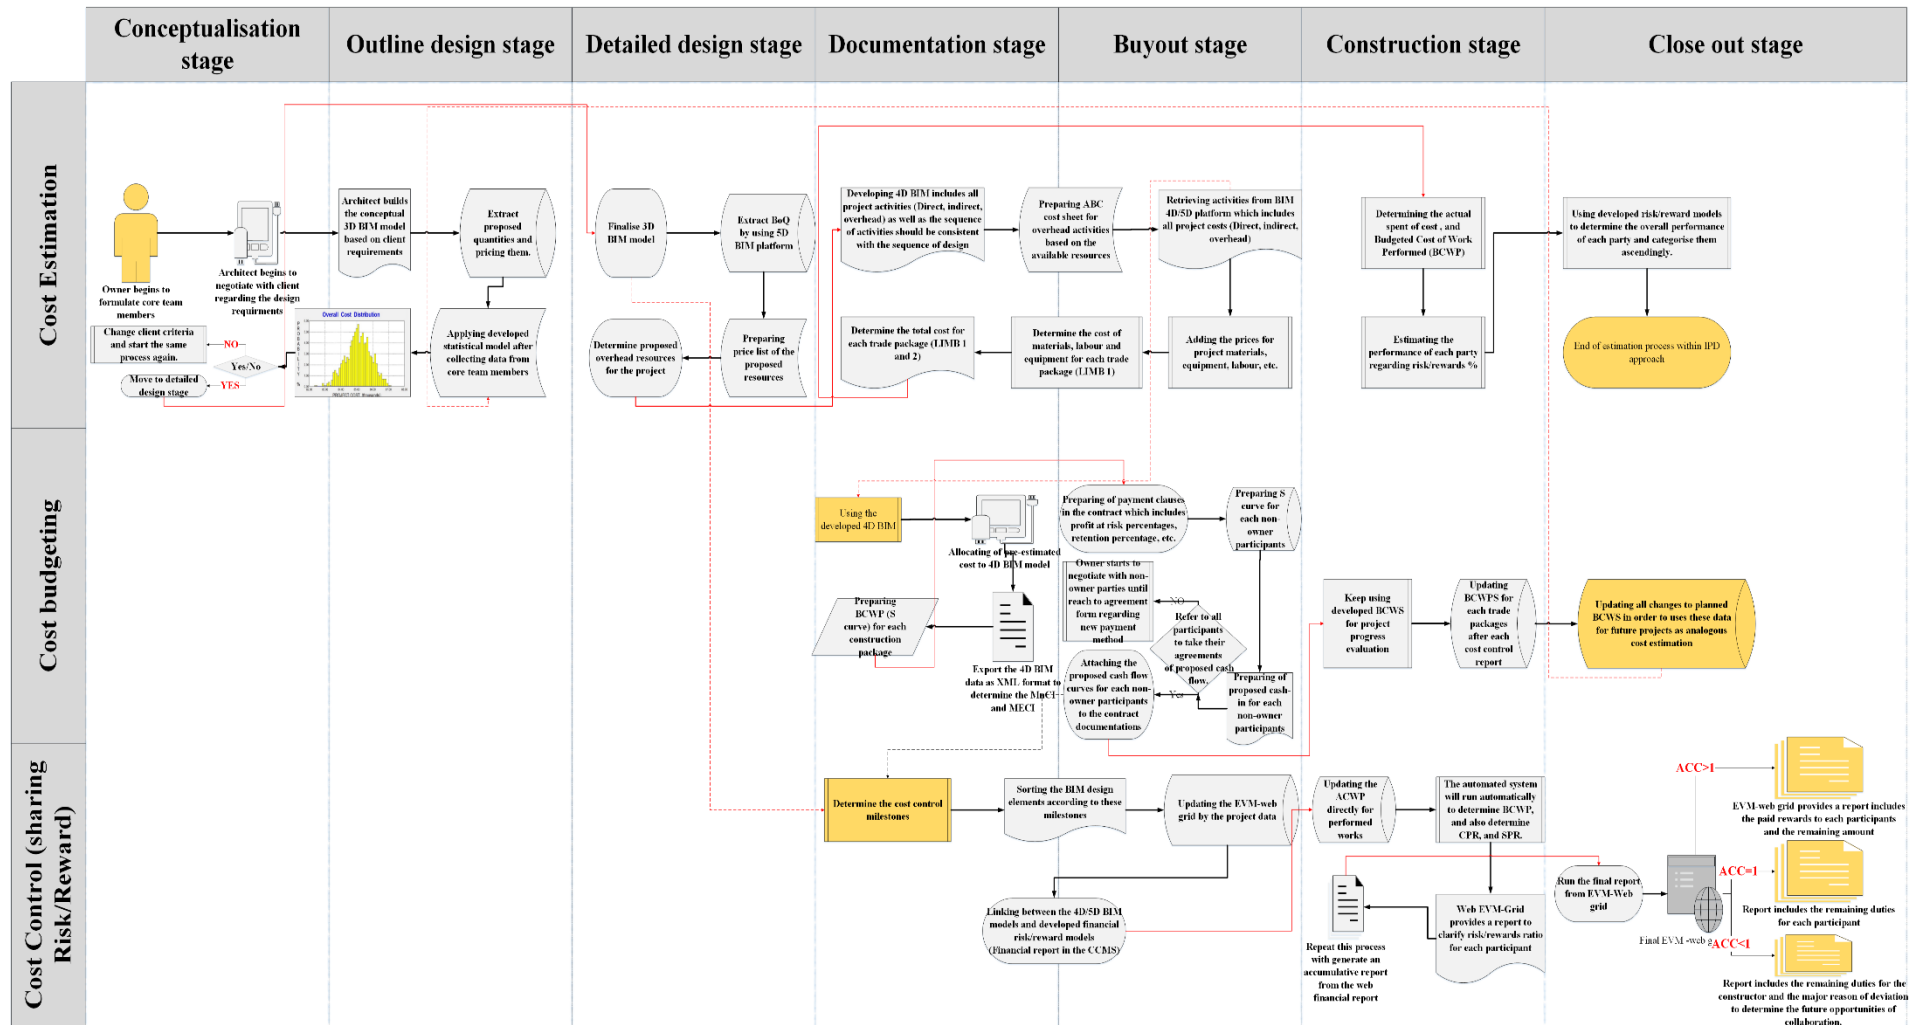 Conceptualisation
stage
Outline design stage
Detailed design stage
Documentation stage
Buyout stage
Construction stage
Close out stage
Cost Estimation
Owner begins to
formulate core team
members
Architect begins to
negotiate with client
regarding the design
requirments
Change client criteria
and start the same
process again.
NO
Yes/No
YES
Move to detailed
design stage
Architect builds
the conceptual
3D BIM model
based on client
requirements
Extract
proposed
quantities and
pricing them.
Overall Cost Distribution
Applying developed
statistical model after
collecting data from
core team members
Finalise 3D
BIM model
Extract BoQ
by using 5D
BIM platform
Determine proposed
overhead resources
for the project
Preparing
price list of the
proposed
resources
Developing 4D BIM includes all
project activities (Direct, indirect,
overhead) as well as the sequence
of activities should be consistent
with the sequence of design
Preparing ABC
cost sheet for
overhead activities
based on the
available resources
Retrieving activities from BIM
4D/5D platform which includes
all project costs (Direct, indirect,
overhead)
Determine the total cost for
each trade package (LIMB 1
and 2)
Determine the cost of
materials, labour and
equipment for each trade
package (LIMB 1)
Adding the prices for
project materials,
equipment, labour, etc.
Determining the actual
spent of cost , and
Budgeted Cost of Work
Performed (BCWP)
Estimating the
performance of each party
regarding risk/rewards %
Using developed risk/reward models
to determine the overall performance
of each party and categorise them
ascendingly.
End of estimation process within IPD
approach
Cost budgeting
Using the
developed 4D BIM
Allocating of pre-estimated
cost to 4D BIM model
Preparing
BCWP (S
curve) for each
construction
package
Export the 4D BIM
data as XML format to
determine the MnCI
and MECI
Preparing of payment clauses
in the contract which includes
profit at risk percentages,
retention percentage, etc.
Preparing S
curve for
each non-
owner
participants
Owner starts to
negotiate with non-
owner parties until
reach to agreement
form regarding
new payment
method
NO
Refer to all
participants
to take their
agreements
of proposed cash
flow.
Yes
Attaching the
proposed cash flow
curves for each non-
owner participants to
the contract
documentations
Preparing of
proposed cash-
in for each
non-owner
participants
Keep using
developed BCWS
for project
progress
evaluation
Updating
BCWPS for
each trade
packages
after each
cost control
report
Updating all changes to planned
BCWS in order to uses these data
for future projects as analogous
cost estimation
Cost Control (sharing
Risk/Reward)
Determine the cost control
milestones
Sorting the BIM design
elements according to these
milestones
Updating the EVM-web
grid by the project data
Linking between the 4D/5D BIM
models and developed financial
risk/reward models
(Financial report in the CCMS)
Updating the
ACWP
directly for
performed
works
The automated system
will run automatically
to determine BCWP,
and also determine
CPR, and SPR.
Web EVM-Grid
provides a report to
clarify risk/rewards ratio
for each participant
Repeat this process
with generate an
accumulative report
from the web
financial report
Run the final report
from EVM-Web
grid
Final EVM -web
ACC>1
EVM-web grid provides a report includes
the paid rewards to each participants
and the remaining amount
ACC=1
Report includes the remaining duties
for each participant
ACC<1
Report includes the remaining duties for the
constructor and the major reason of deviation
to determine the future opportunities of
collaboration.